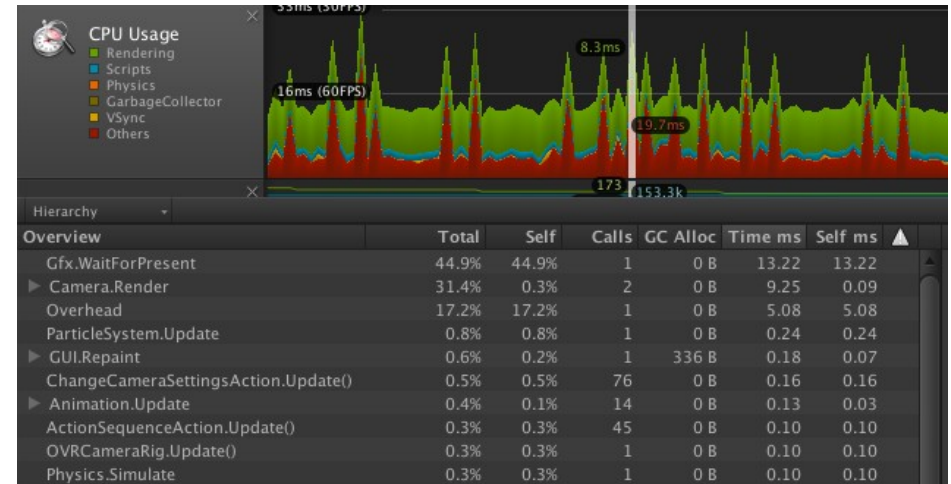 33ms (30FPS)
CPU Usage
Rendering
Scripts
Physics
GarbageCollector
VSync
Others
8.3ms
16ms (60FPS)
19.7ms
173
153.3k
Hierarchy
Overview Total Self Calls GC Alloc Time ms Self ms
Gfx.WaitForPresent 44.9% 44.9% 1 0 B 13.22 13.22
Camera.Render 31.4% 0.3% 2 0 B 9.25 0.09
Overhead 17.2% 17.2% 1 0 B 5.08 5.08
ParticleSystem.Update 0.8% 0.8% 1 0 B 0.24 0.24
GUI.Repaint 0.6% 0.2% 1 336 B 0.18 0.07
ChangeCameraSettingsAction.Update() 0.5% 0.5% 76 0 B 0.16 0.16
Animation.Update 0.4% 0.1% 14 0 B 0.13 0.03
ActionSequenceAction.Update() 0.3% 0.3% 45 0 B 0.10 0.10
OVRCameraRig.Update() 0.3% 0.3% 1 0 B 0.10 0.10
Physics.Simulate 0.3% 0.3% 1 0 B 0.10 0.10